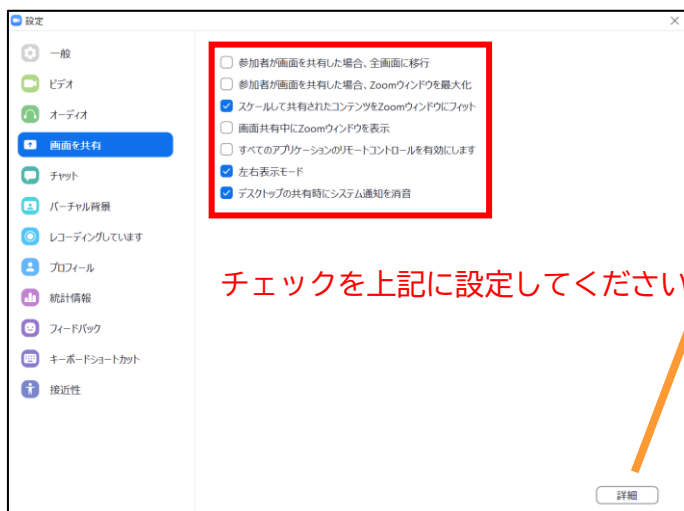 設定
一般
ビデオ
オーディオ
画面を共有
チャット
バーチャル背景
レコーディングしています
プロフィール
統計情報
フィードバック
キーボードショートカット
接近性
参加者が画面を共有した場合、全画面に移行
参加者が画面を共有した場合、Zoomウィンドウを最大化
スケールして共有されたコンテンツをZoomウィンドウにフィット
画面共有中にZoomウィンドウを表示
すべてのアプリケーションのリモートコントロールを有効にします
左右表示モード
デスクトップの共有時にシステム通知を消音
チェックを上記に設定してください
詳細